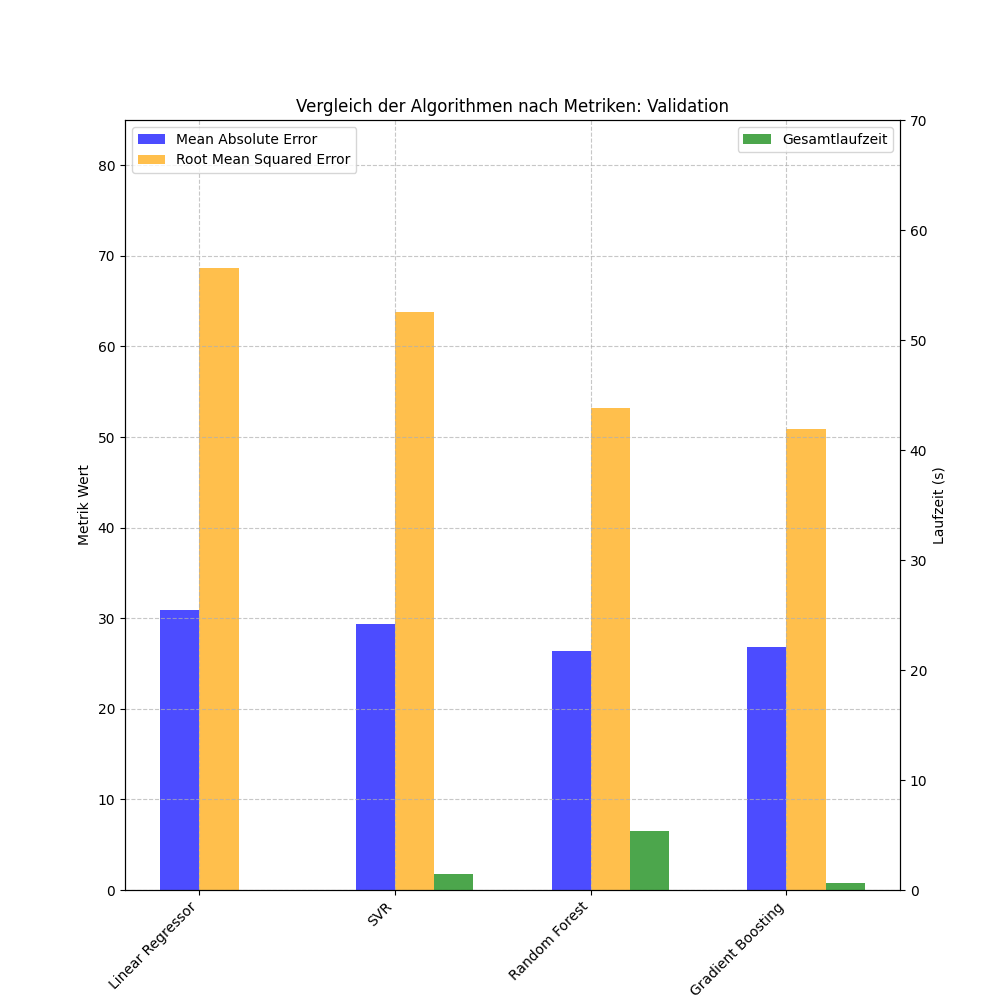 Vergleich der Algorithmen nach Metriken: Validation
Mean Absolute Error
Root Mean Squared Error
Gesamtlaufzeit
Metrik Wert
80
70
60
50
40
30
20
10
0
Laufzeit (s)
70
60
50
40
30
20
10
0
Linear Regressor
SVR
Random Forest
Gradient Boosting